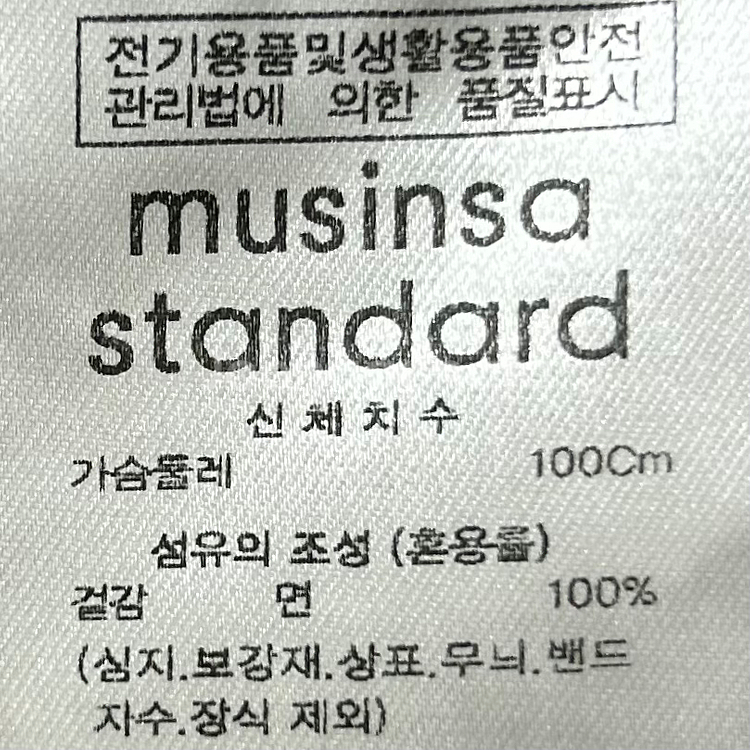 전기용품및생활용품안전
관리법에 의한 품질표시
musinsa
standard
신체치수
가슴둘레 100Cm
섬유의 조성 (혼용률)
겉감 면 100%
(심지.보강재.상표.무늬.밴드
자수.장식 제외)